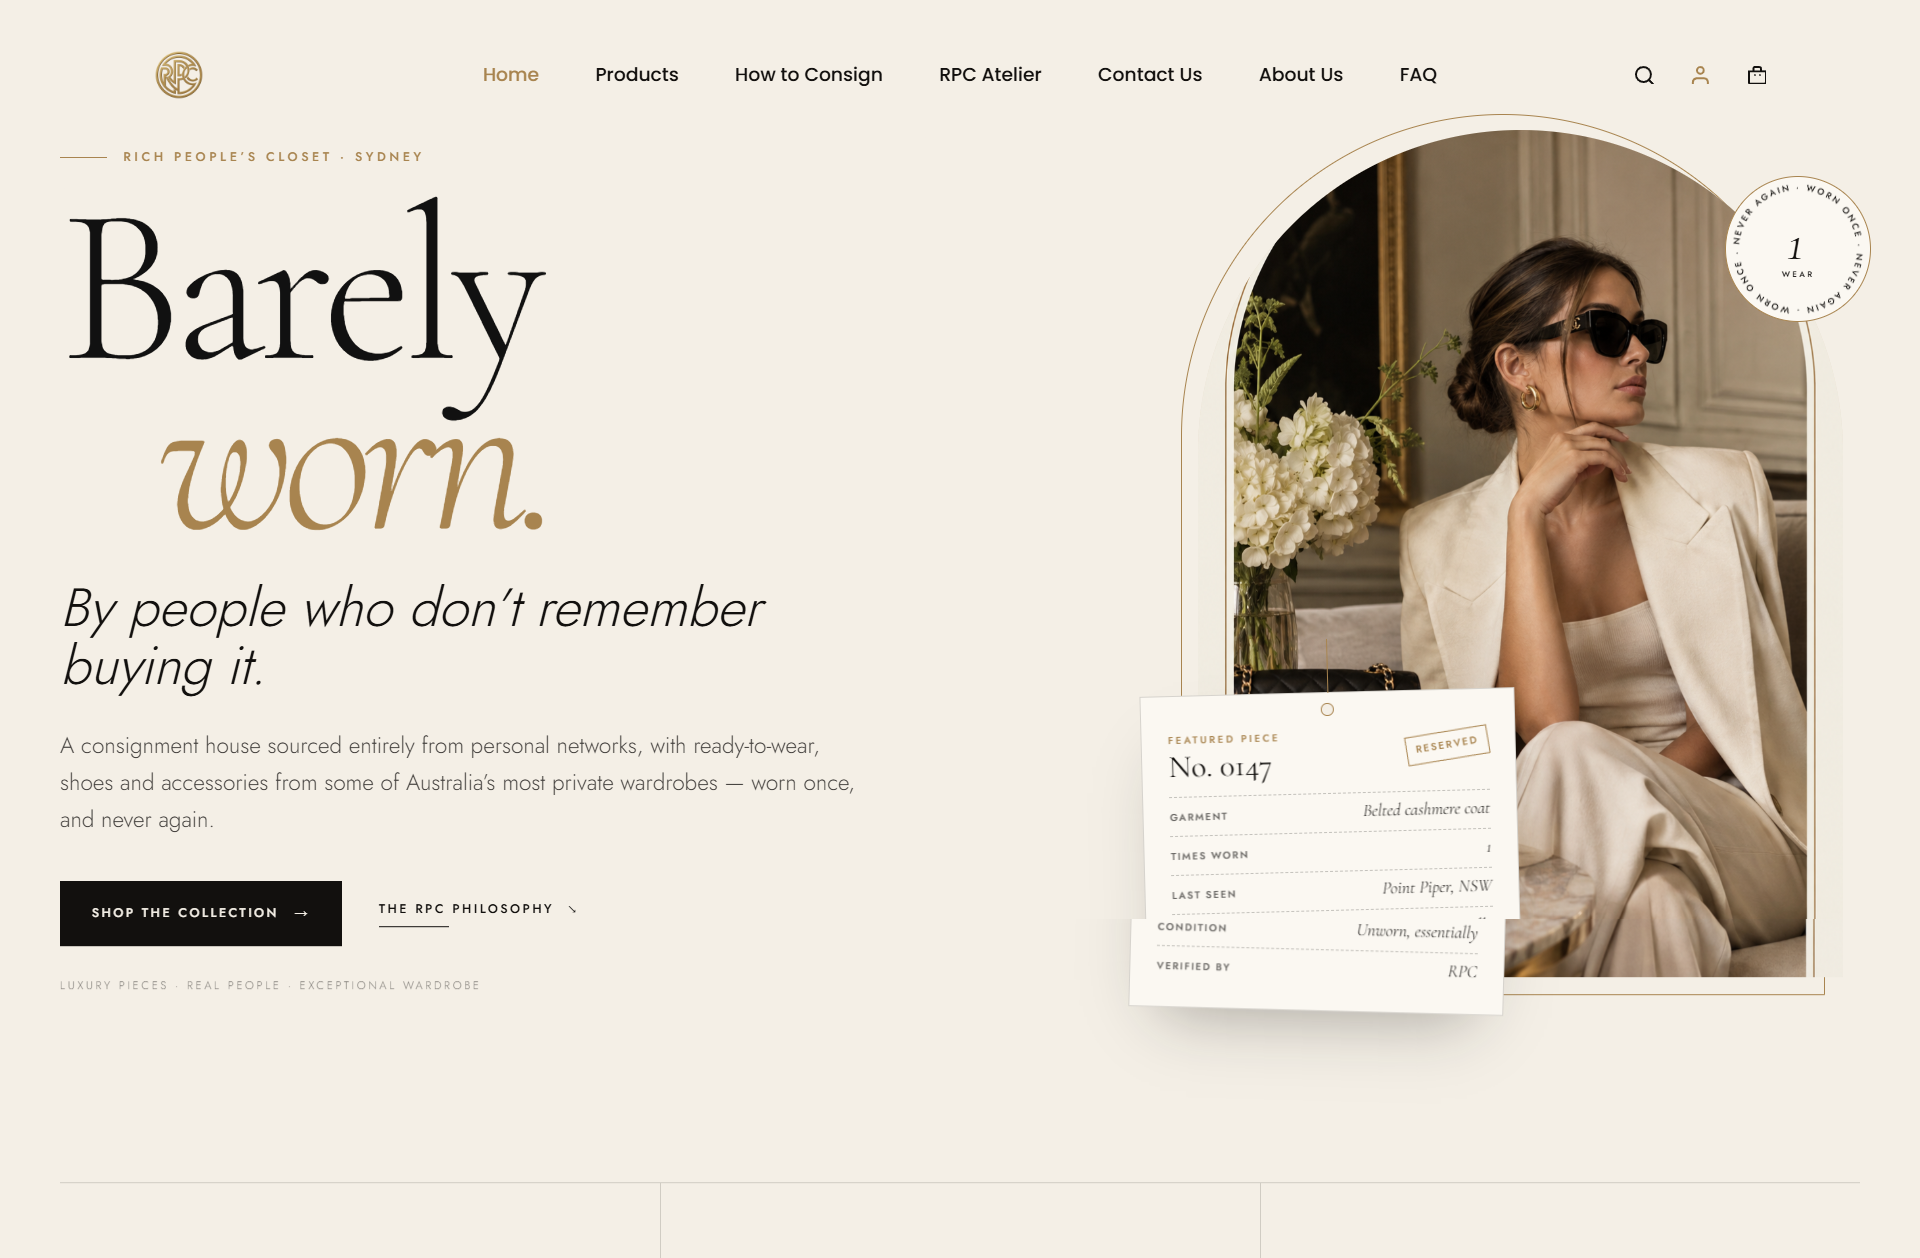 RPC
Home
Products
How to Consign
RPC Atelier
Contact Us
About Us
FAQ
RICH PEOPLE'S CLOSET · SYDNEY
Barely
worn.
By people who don't remember
buying it.
A consignment house sourced entirely from personal networks, with ready-to-wear,
shoes and accessories from some of Australia's most private wardrobes — worn once,
and never again.
SHOP THE COLLECTION →
THE RPC PHILOSOPHY ↘
LUXURY PIECES · REAL PEOPLE · EXCEPTIONAL WARDROBE
WORN ONCE · NEVER AGAIN · WORN ONCE · NEVER AGAIN ·
1
WEAR
FEATURED PIECE
No. 0147
RESERVED
GARMENT Belted cashmere coat
TIMES WORN 1
LAST SEEN Point Piper, NSW
CONDITION Unworn, essentially
VERIFIED BY RPC